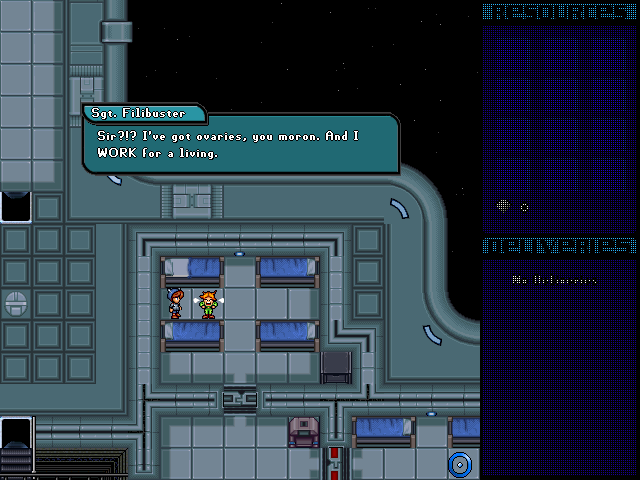 RESOURCES
Sgt. Filibuster
Sir?!? I've got ovaries, you moron. And I
WORK for a living.
DELIVERIES
No Deliveries